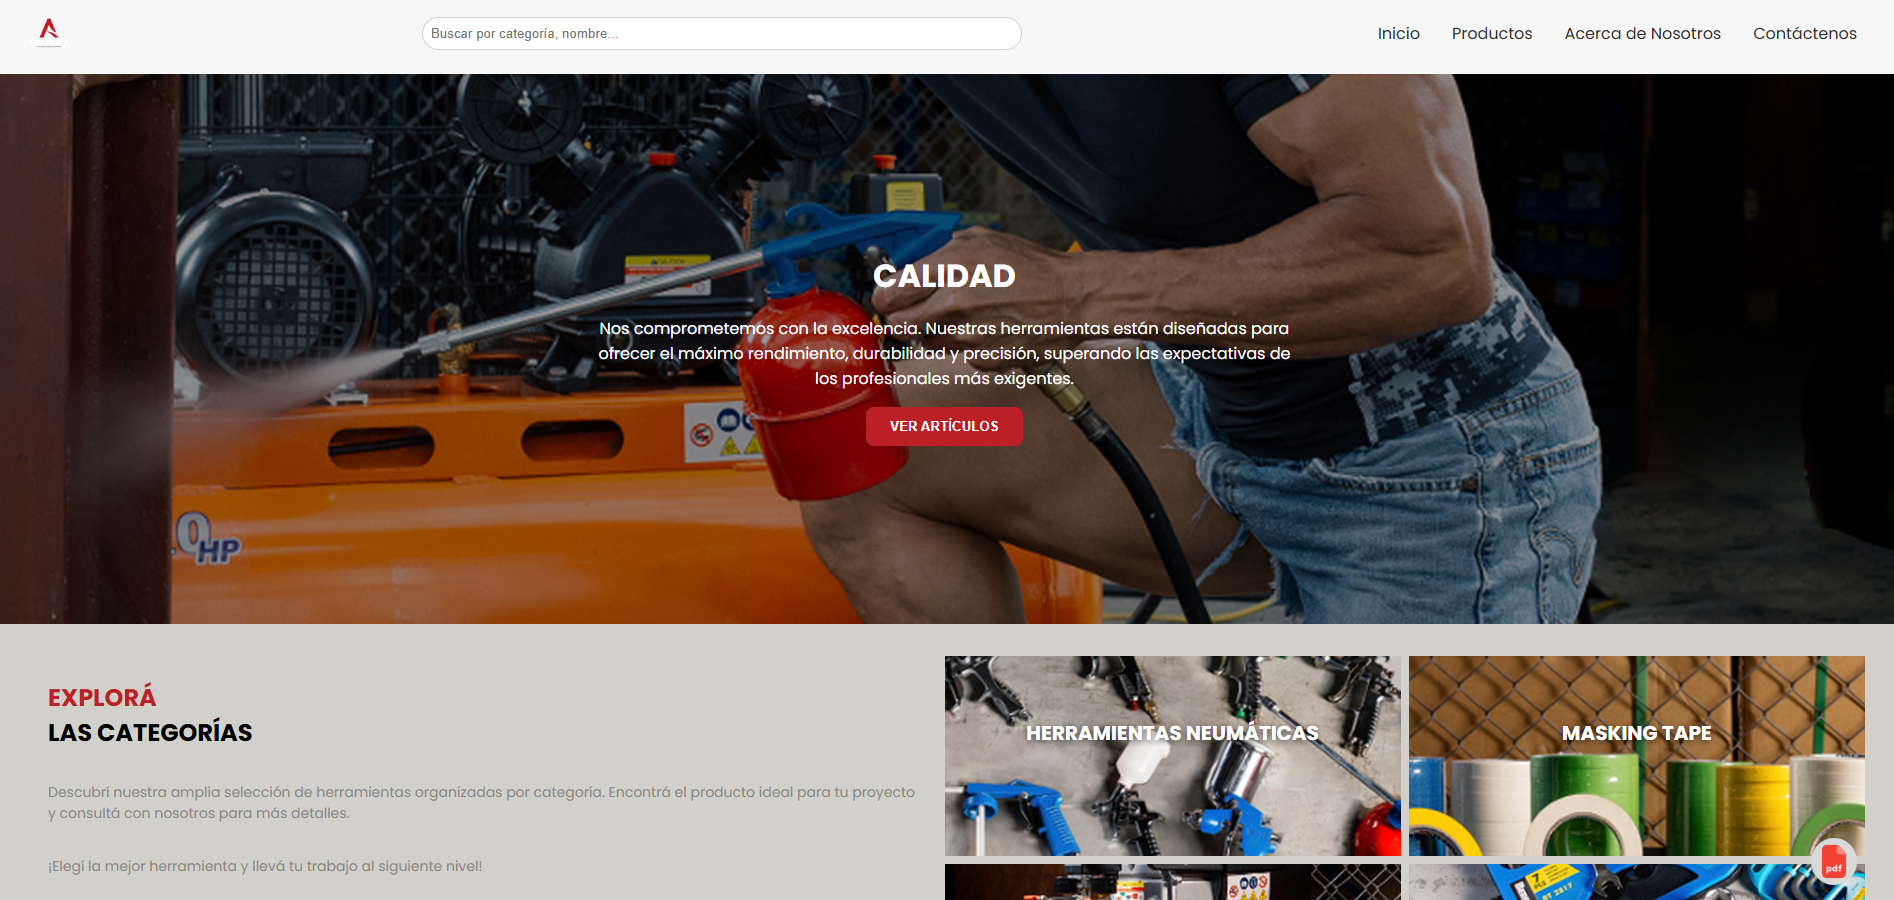 Buscar por categoría, nombre...
Inicio
Productos
Acerca de Nosotros
Contáctenos
CALIDAD
Nos comprometemos con la excelencia. Nuestras herramientas están diseñadas para
ofrecer el máximo rendimiento, durabilidad y precisión, superando las expectativas de
los profesionales más exigentes.
VER ARTÍCULOS
HP
EXPLORÁ
LAS CATEGORÍAS
Descubrí nuestra amplia selección de herramientas organizadas por categoría. Encontrá el producto ideal para tu proyecto
y consultá con nosotros para más detalles.
¡Elegí la mejor herramienta y llevá tu trabajo al siguiente nivel!
HERRAMIENTAS NEUMÁTICAS
MASKING TAPE
pdf